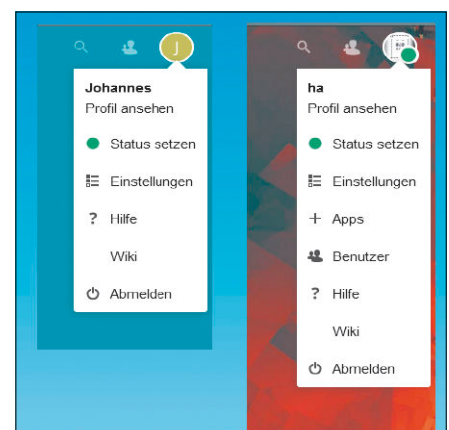 J
Johannes
Profil ansehen
Status setzen
Einstellungen
? Hilfe
Wiki
Abmelden
ha
Profil ansehen
Status setzen
Einstellungen
+ Apps
Benutzer
? Hilfe
Wiki
Abmelden